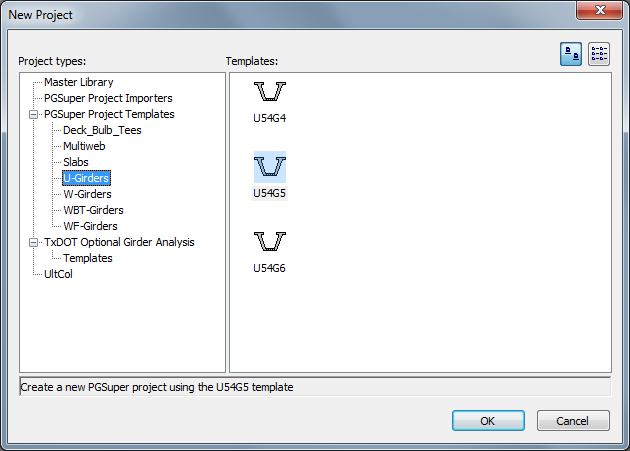 New Project
Project types:
Templates:
Master Library
PGSuper Project Importers
PGSuper Project Templates
Deck_Bulb_Tees
Multiweb
Slabs
U-Girders
W-Girders
WBT-Girders
WF-Girders
TxDOT Optional Girder Analysis
Templates
UltCol
U54G4
U54G5
U54G6
Create a new PGSuper project using the U54G5 template
OK
Cancel